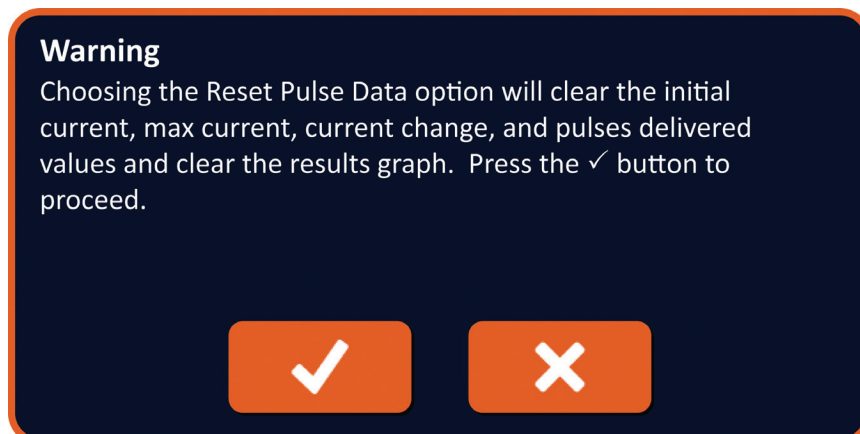 Warning
Choosing the Reset Pulse Data option will clear the initial
current, max current, current change, and pulses delivered
values and clear the results graph.  Press the ✓ button to
proceed.